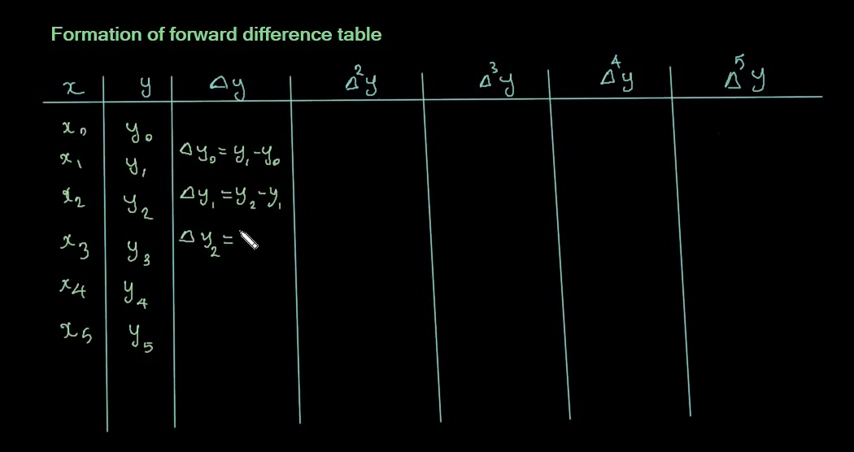 Formation of forward difference table
x y Δy Δ²y Δ³y Δ⁴y Δ⁵y
x₀ y₀
Δy₀ = y₁ - y₀
x₁ y₁
x₂ y₂ Δy₁ = y₂ - y₁
x₃ y₃ Δy₂ =
x₄ y₄
x₅ y₅